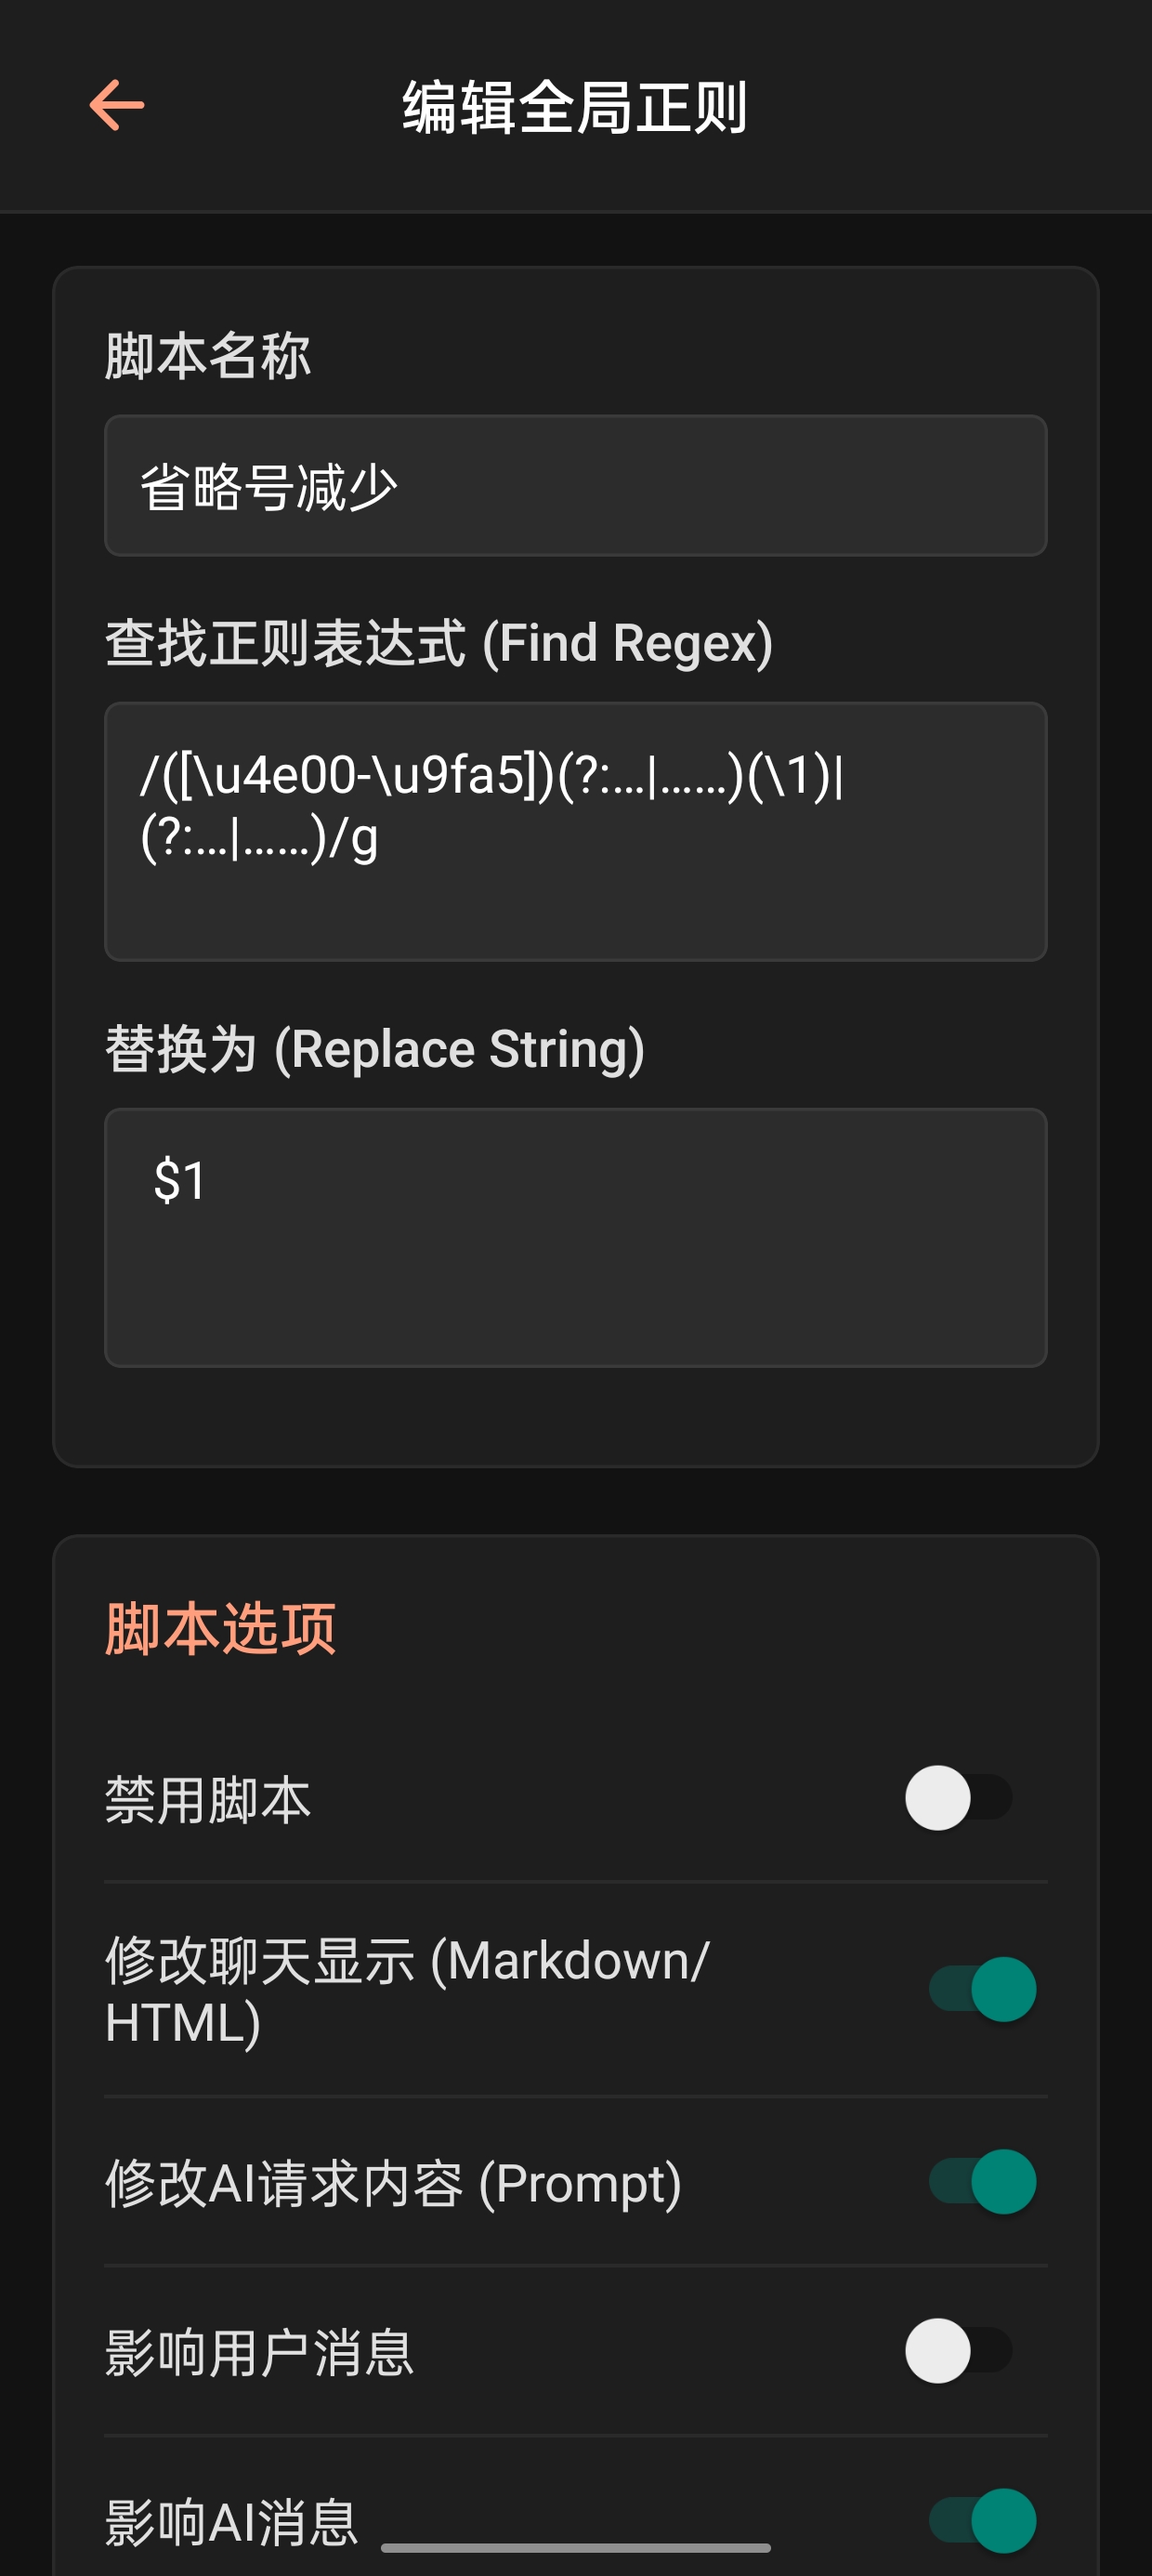 编辑全局正则
脚本名称
省略号减少
查找正则表达式 (Find Regex)
/([\u4e00-\u9fa5])(?:…|……)(\1)|
(?:…|……)/g
替换为 (Replace String)
$1
脚本选项
禁用脚本
修改聊天显示 (Markdown/
HTML)
修改AI请求内容 (Prompt)
影响用户消息
影响AI消息